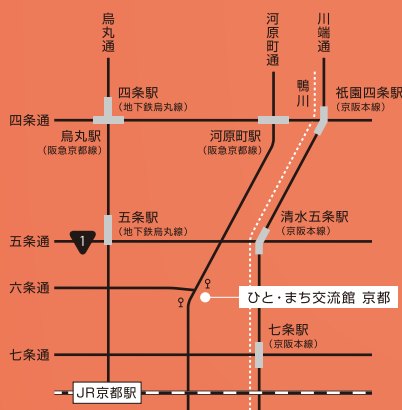 烏丸通
河原町通
川端通
鴨川
四条駅
(地下鉄烏丸線)
祇園四条駅
(京阪本線)
四条通
烏丸駅
(阪急京都線)
河原町駅
(阪急京都線)
五条駅
(地下鉄烏丸線)
清水五条駅
(京阪本線)
五条通
1
六条通
ひと・まち交流館 京都
七条駅
(京阪本線)
七条通
JR京都駅